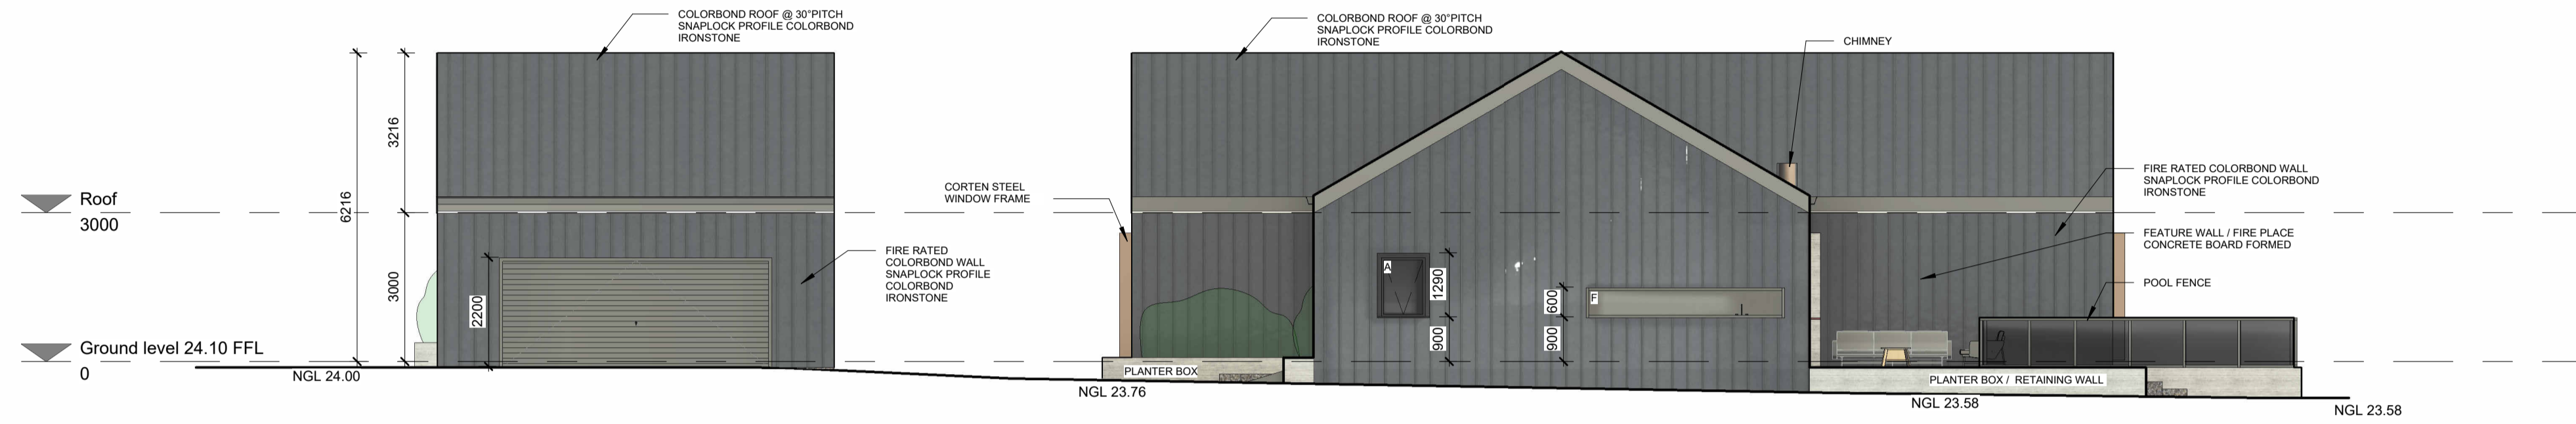 COLORBOND ROOF @ 30°PITCH
SNAPLOCK PROFILE COLORBOND
IRONSTONE
COLORBOND ROOF @ 30°PITCH
SNAPLOCK PROFILE COLORBOND
IRONSTONE
CHIMNEY
3216
6216
3000
2200
Roof
3000
Ground level 24.10 FFL
0
NGL 24.00
FIRE RATED
COLORBOND WALL
SNAPLOCK PROFILE
COLORBOND
IRONSTONE
CORTEN STEEL
WINDOW FRAME
A
1290
900
F
600
900
FIRE RATED COLORBOND WALL
SNAPLOCK PROFILE COLORBOND
IRONSTONE
FEATURE WALL / FIRE PLACE
CONCRETE BOARD FORMED
POOL FENCE
PLANTER BOX
PLANTER BOX / RETAINING WALL
NGL 23.76
NGL 23.58
NGL 23.58